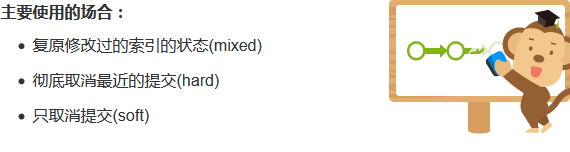 主要使用的场合：
复原修改过的索引的状态(mixed)
彻底取消最近的提交(hard)
只取消提交(soft)